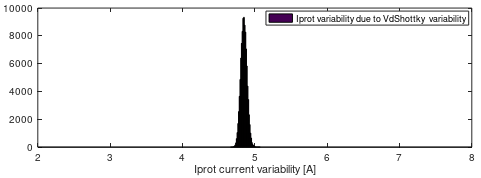 10000
8000
6000
4000
2000
0
2 3 4 5 6 7 8
Iprot variability due to VdShottky variability
Iprot current variability [A]